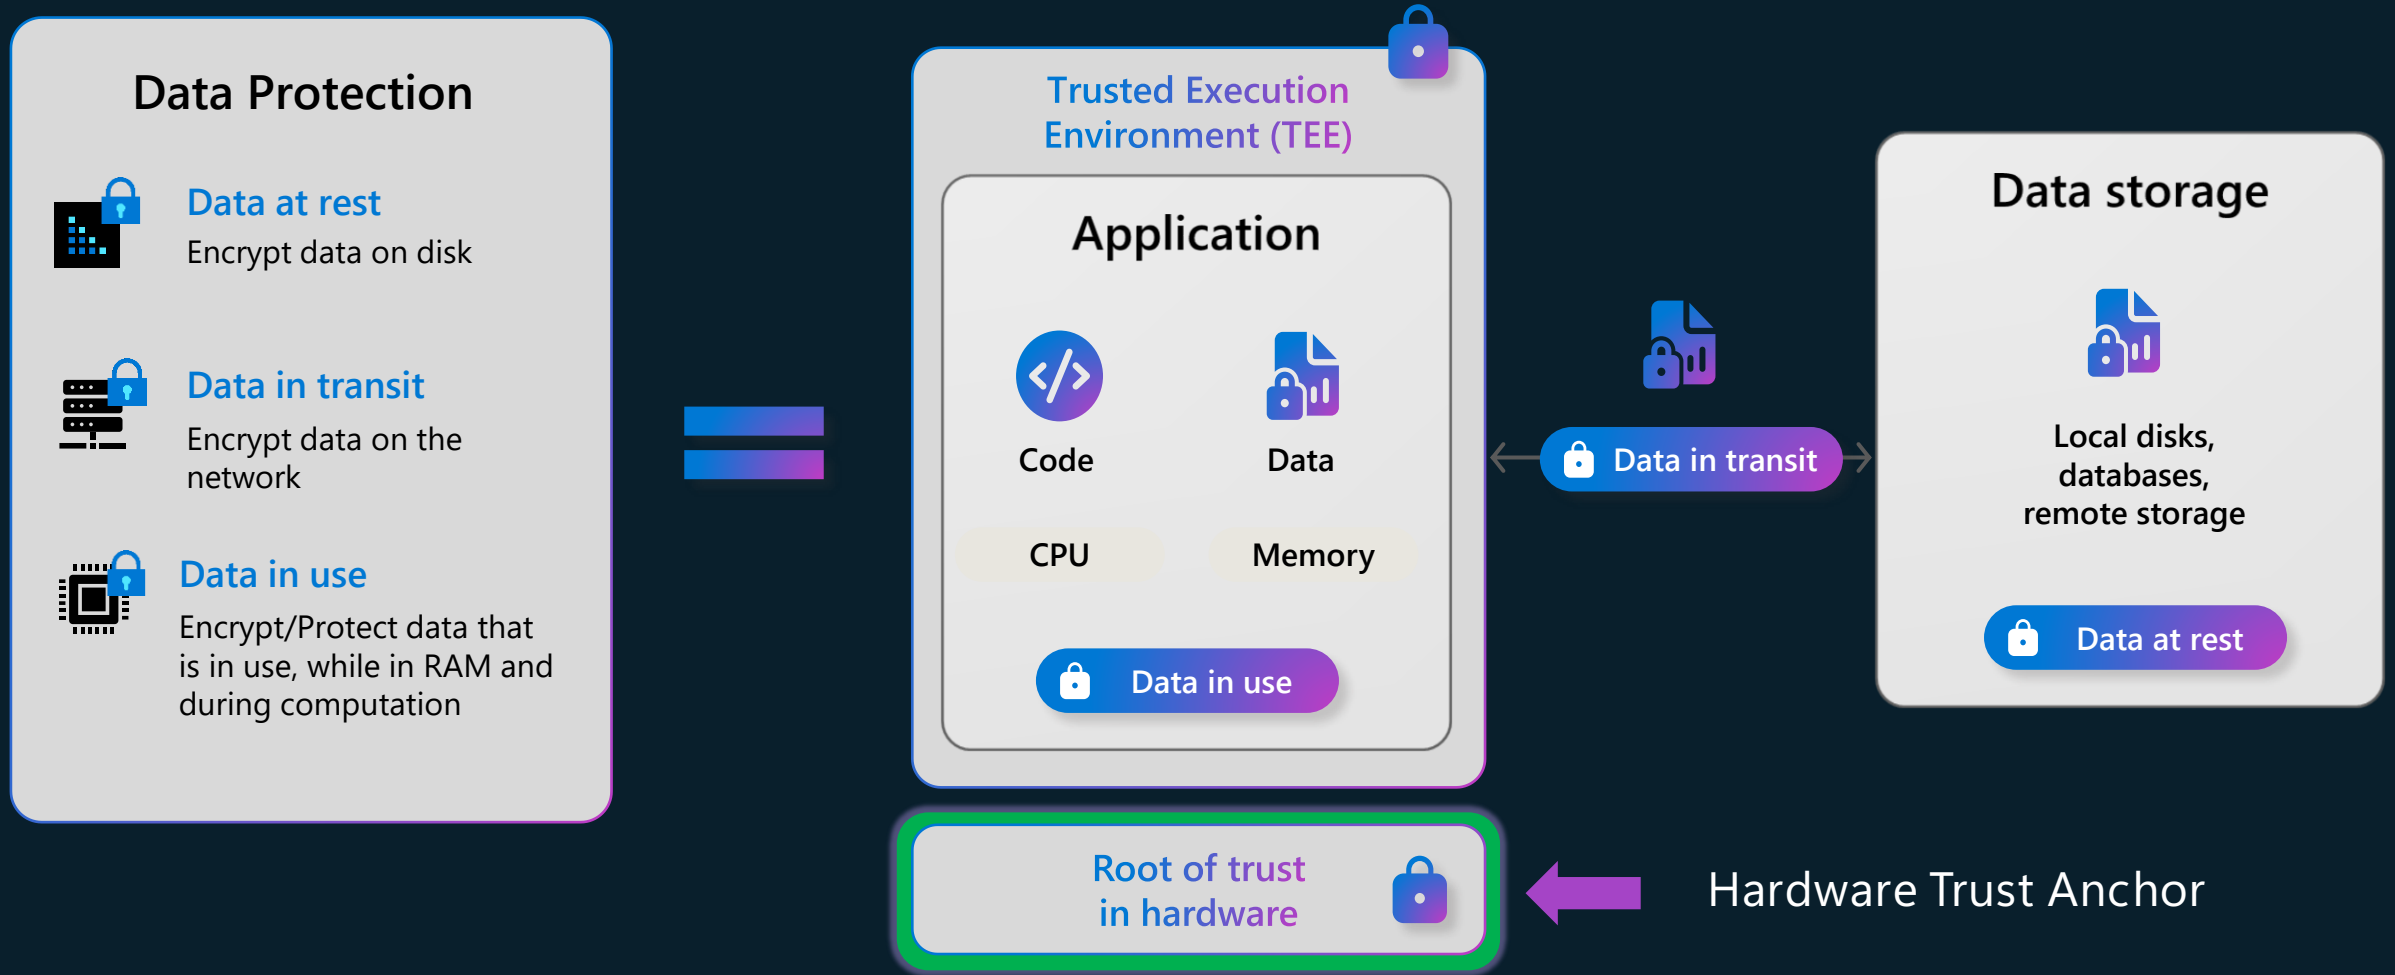 Data Protection
Data at rest
Encrypt data on disk
Data in transit
Encrypt data on the
network
Data in use
Encrypt/Protect data that
is in use, while in RAM and
during computation
Trusted Execution
Environment (TEE)
Application
Code
Data
CPU
Memory
Data in use
Data in transit
Data storage
Local disks,
databases,
remote storage
Data at rest
Root of trust
in hardware
Hardware Trust Anchor